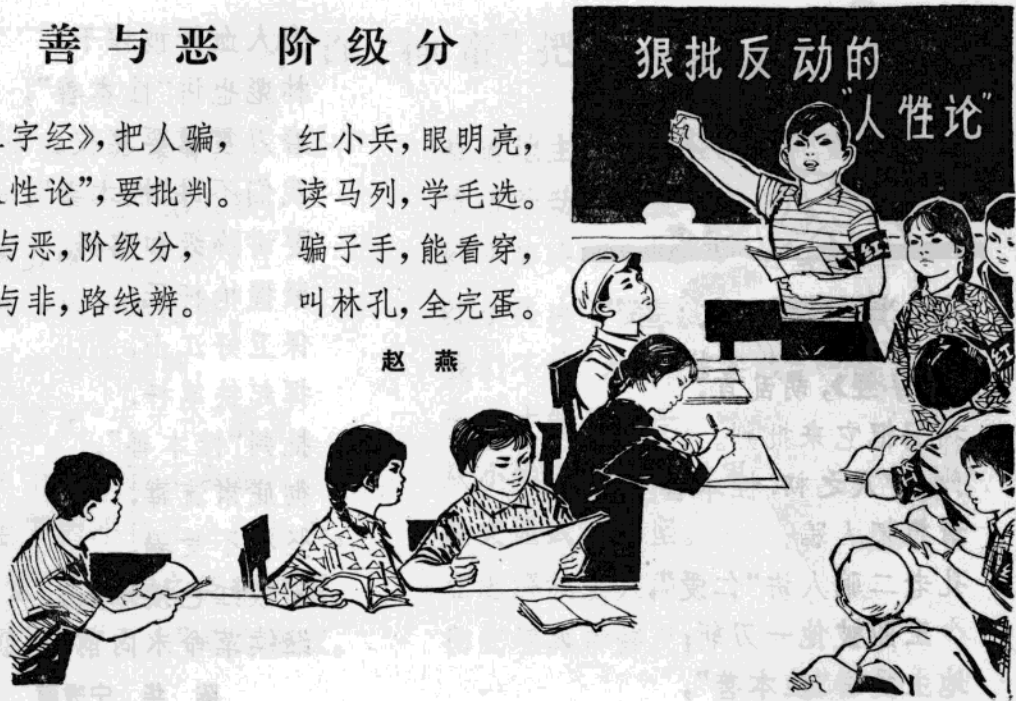 善与恶 阶级分
字经》，把人骗，
性论”，要批判。
与恶，阶级分，
与非，路线辨。
红小兵，眼明亮，
读马列，学毛选。
骗子手，能看穿，
叫林孔，全完蛋。
赵燕
狠批反动的
“人性论”
红